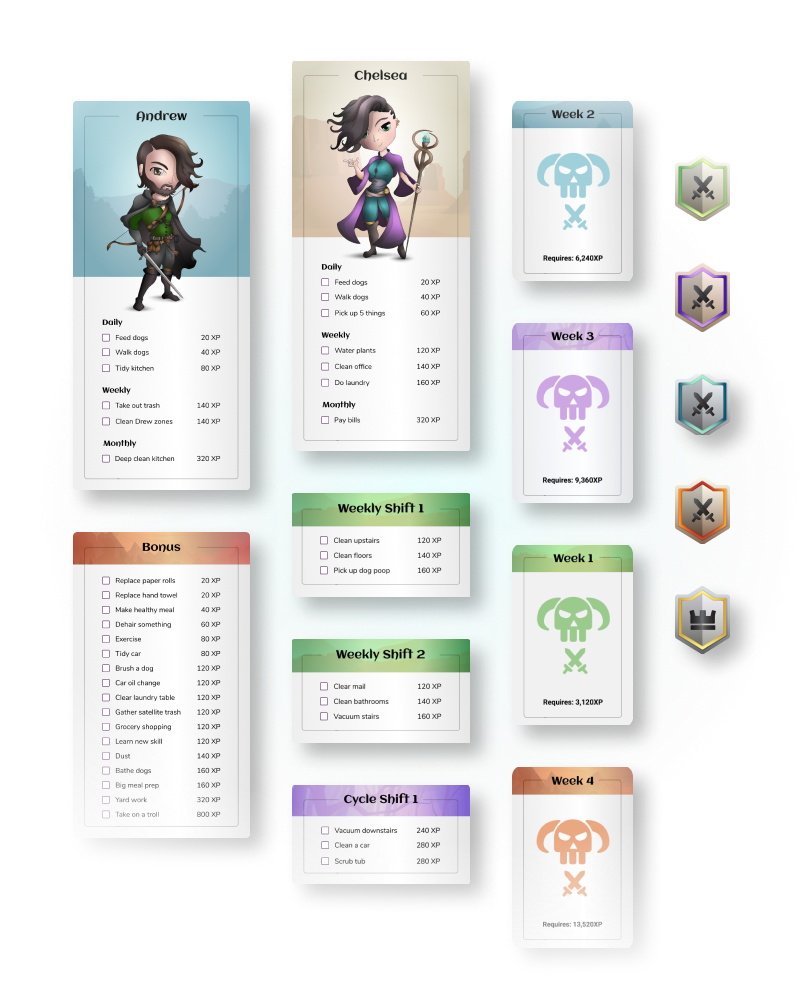 Andrew
Daily
Feed dogs 20 XP
Walk dogs 40 XP
Tidy kitchen 80 XP
Weekly
Take out trash 140 XP
Clean Drew zones 140 XP
Monthly
Deep clean kitchen 320 XP
Bonus
Replace paper rolls 20 XP
Replace hand towel 20 XP
Make healthy meal 40 XP
Dehair something 60 XP
Exercise 80 XP
Tidy car 80 XP
Brush a dog 120 XP
Car oil change 120 XP
Clear laundry table 120 XP
Gather satellite trash 120 XP
Grocery shopping 120 XP
Learn new skill 120 XP
Dust 140 XP
Bathe dogs 160 XP
Big meal prep 160 XP
Yard work 320 XP
Take on a troll 800 XP
Chelsea
Daily
Feed dogs 20 XP
Walk dogs 40 XP
Pick up 5 things 60 XP
Weekly
Water plants 120 XP
Clean office 140 XP
Do laundry 160 XP
Monthly
Pay bills 320 XP
Weekly Shift 1
Clean upstairs 120 XP
Clean floors 140 XP
Pick up dog poop 160 XP
Weekly Shift 2
Clear mail 120 XP
Clean bathrooms 140 XP
Vacuum stairs 160 XP
Cycle Shift 1
Vacuum downstairs 240 XP
Clean a car 280 XP
Scrub tub 280 XP
Week 2
Requires: 6,240XP
Week 3
Requires: 9,360XP
Week 1
Requires: 3,120XP
Week 4
Requires: 13,520XP